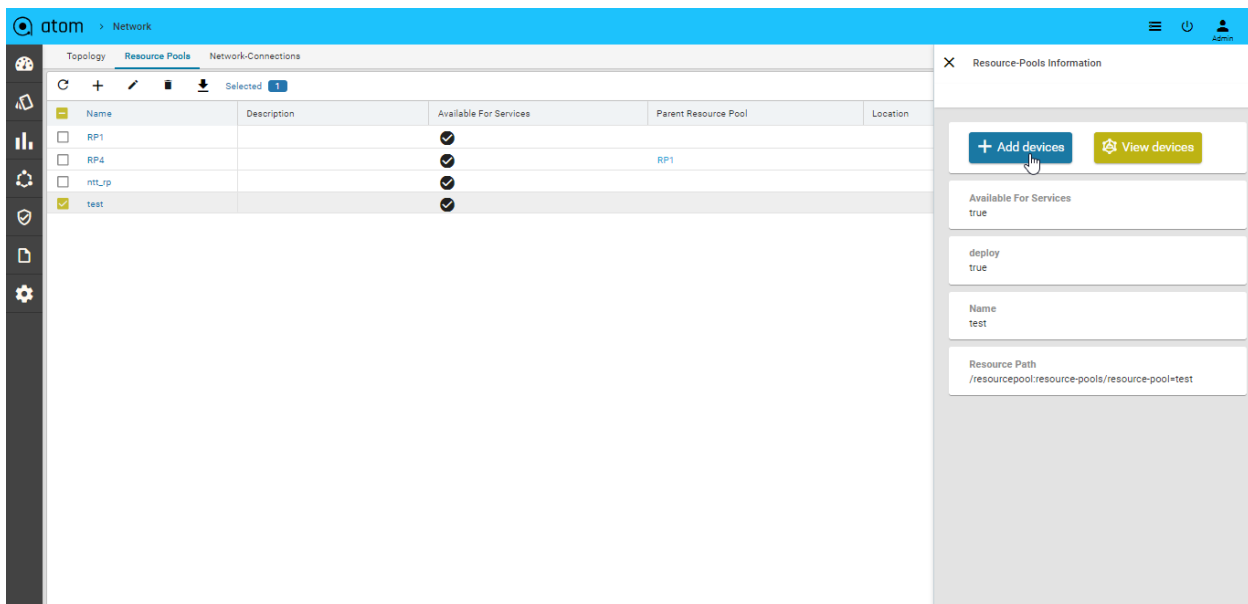 atom > Network
Admin
Topology Resource Pools Network-Connections
Selected 1
Name Description Available For Services Parent Resource Pool Location
RP1
RP4 RP1
ntt_rp
test
Resource-Pools Information
+ Add devices View devices
Available For Services
true
deploy
true
Name
test
Resource Path
/resourcepool:resource-pools/resource-pool=test